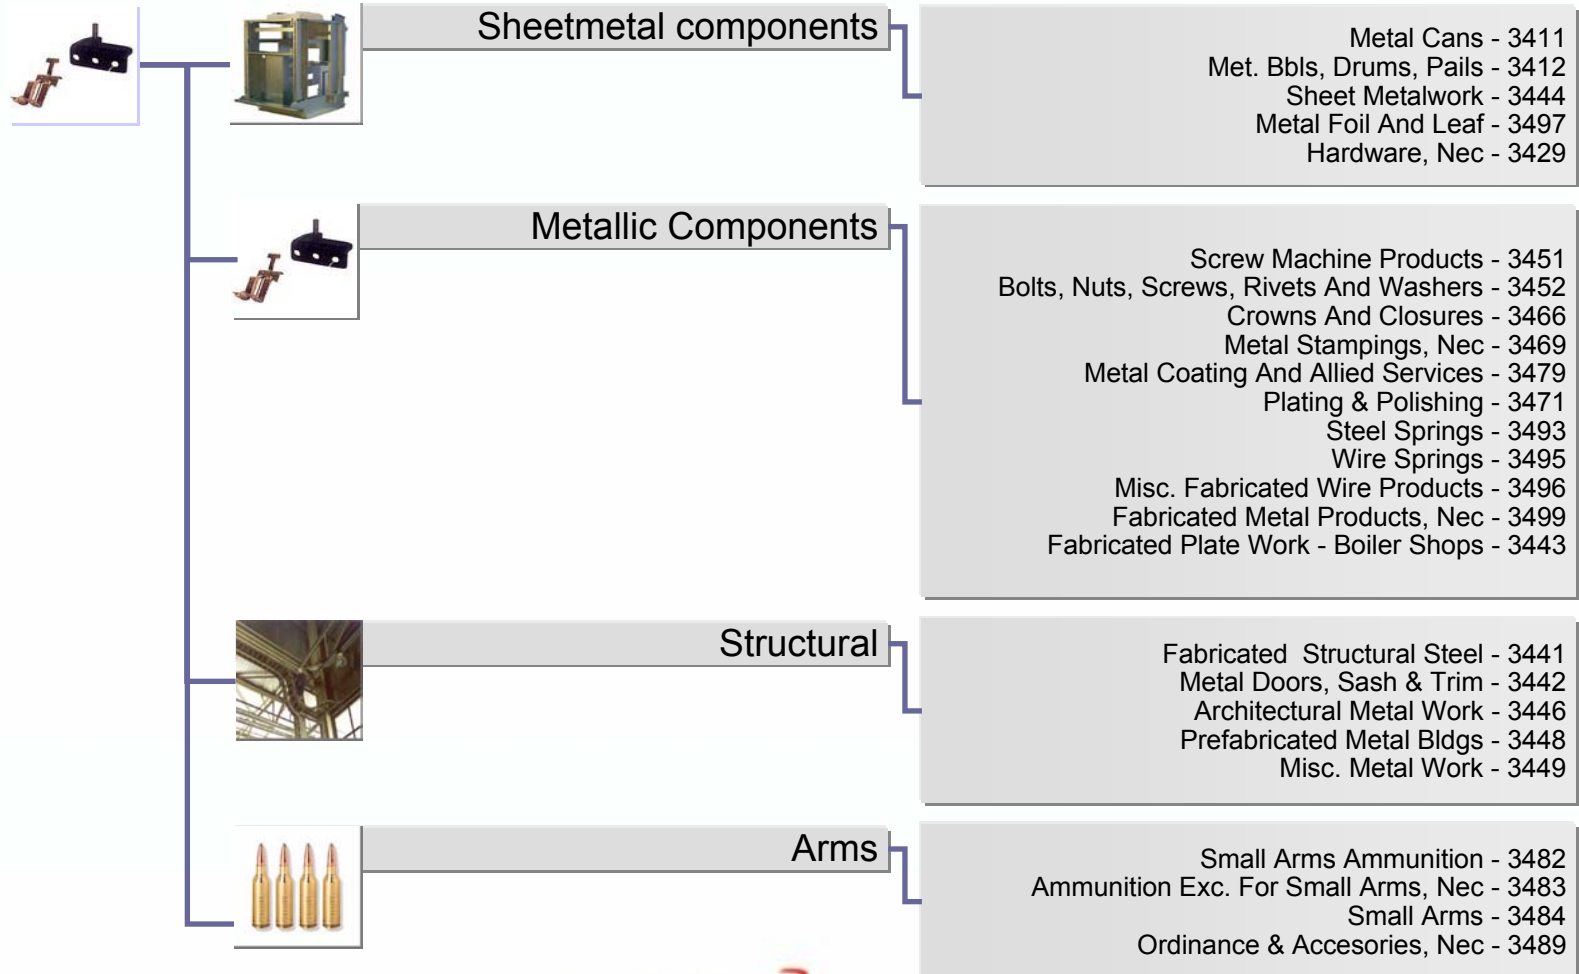 Sheetmetal components
Metal Cans - 3411
Met. Bbls, Drums, Pails - 3412
Sheet Metalwork - 3444
Metal Foil And Leaf - 3497
Hardware, Nec - 3429
Metallic Components
Screw Machine Products - 3451
Bolts, Nuts, Screws, Rivets And Washers - 3452
Crowns And Closures - 3466
Metal Stampings, Nec - 3469
Metal Coating And Allied Services - 3479
Plating & Polishing - 3471
Steel Springs - 3493
Wire Springs - 3495
Misc. Fabricated Wire Products - 3496
Fabricated Metal Products, Nec - 3499
Fabricated Plate Work - Boiler Shops - 3443
Structural
Fabricated  Structural Steel - 3441
Metal Doors, Sash & Trim - 3442
Architectural Metal Work - 3446
Prefabricated Metal Bldgs - 3448
Misc. Metal Work - 3449
Arms
Small Arms Ammunition - 3482
Ammunition Exc. For Small Arms, Nec - 3483
Small Arms - 3484
Ordinance & Accesories, Nec - 3489